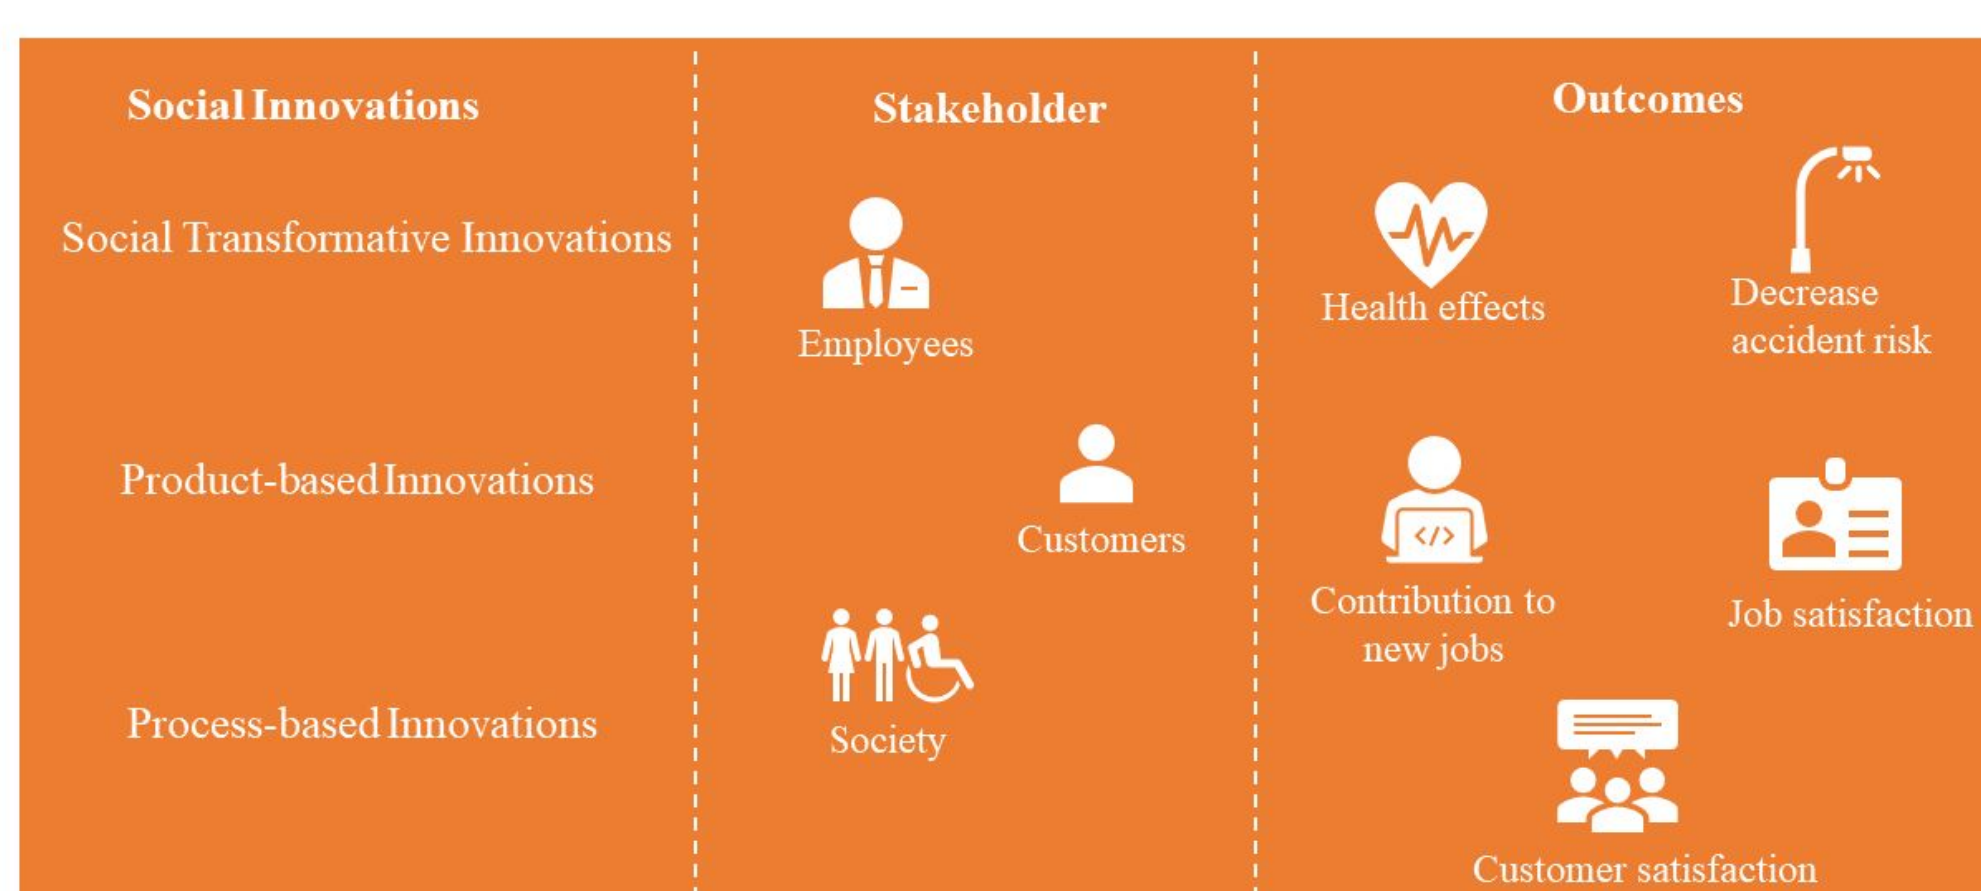 Social Innovations
Social Transformative Innovations
Product-based Innovations
Process-based Innovations
Stakeholder
Employees
Customers
Society
Outcomes
Health effects
Decrease
accident risk
Contribution to
new jobs
</>
Job satisfaction
Customer satisfaction